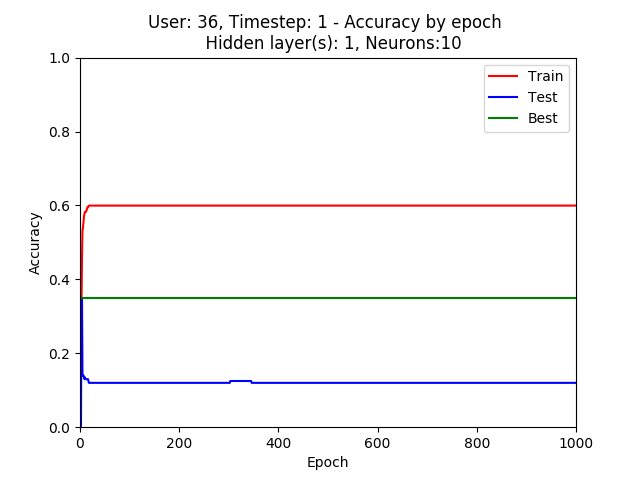 User: 36, Timestep: 1 - Accuracy by epoch
Hidden layer(s): 1, Neurons:10
1.0
0.8
0.6
0.4
0.2
0.0
Accuracy
Train
Test
Best
0 200 400 600 800 1000
Epoch